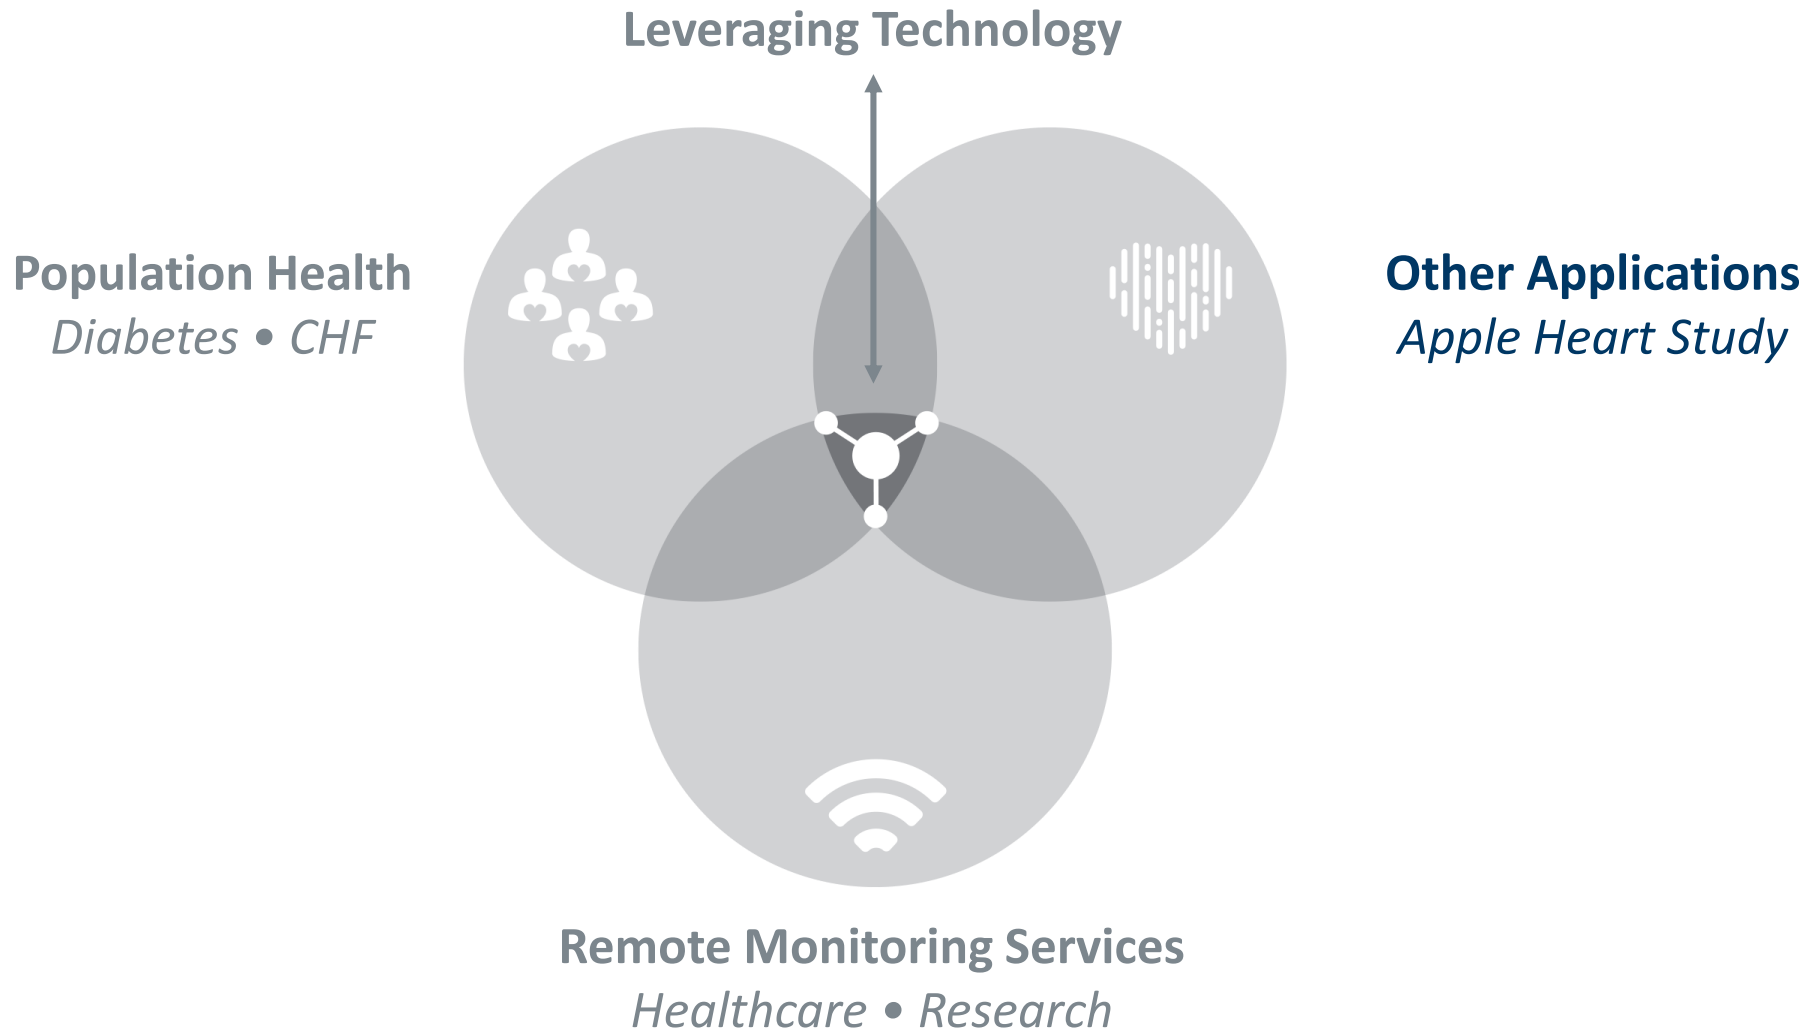 Leveraging Technology
Population Health
Diabetes • CHF
Other Applications
Apple Heart Study
Remote Monitoring Services
Healthcare • Research